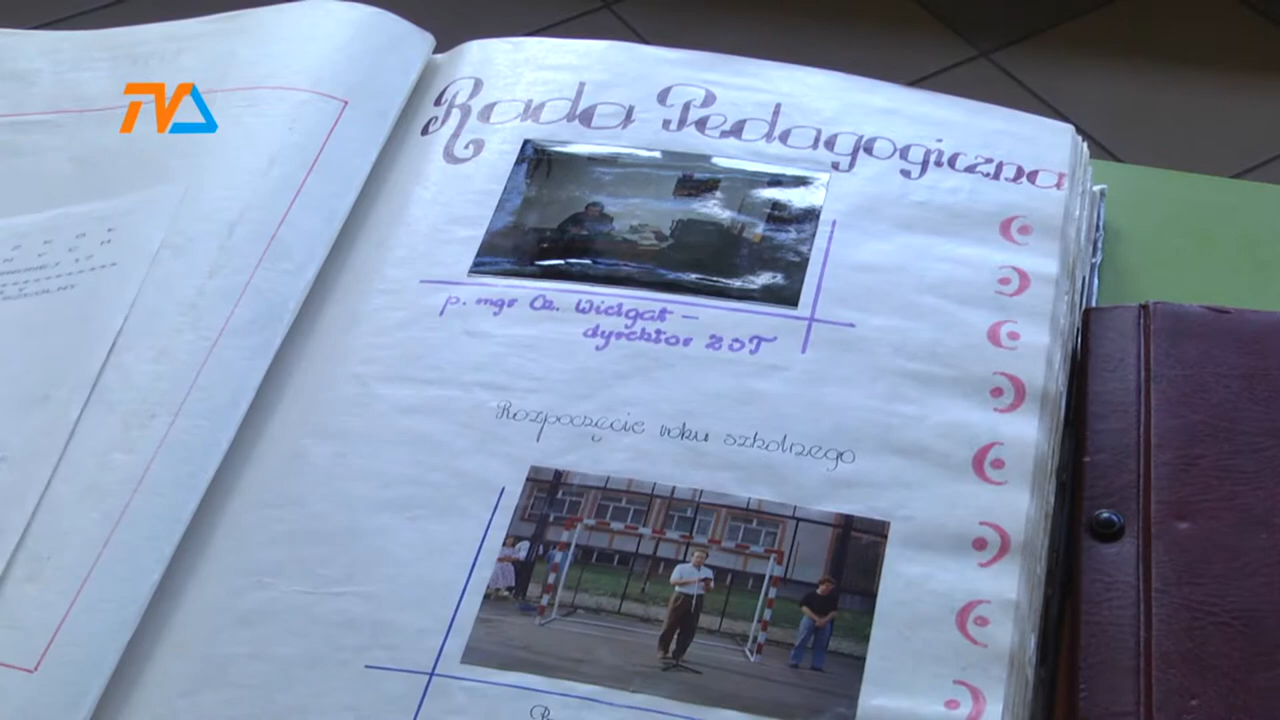 TVA
Rada Pedagogiczna
p. mgr Cz. Wielgat –
dyrektor ZST
Rozpoczęcie roku szkolnego